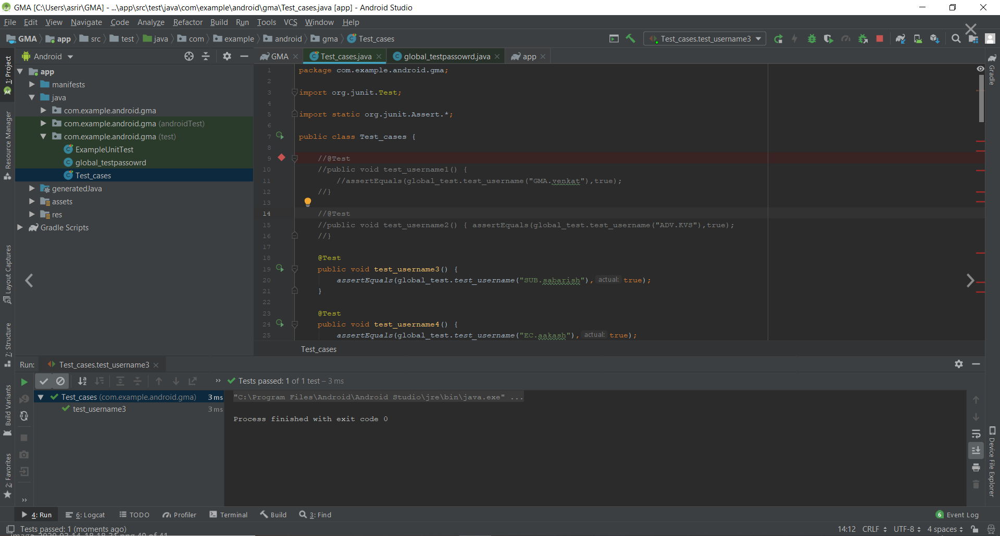 GMA [C:\Users\asrir\GMA] - ...\app\src\test\java\com\example\android\gma\Test_cases.java [app] - Android Studio
File Edit View Navigate Code Analyze Refactor Build Run Tools VCS Window Help
GMA app src test java com example android gma Test_cases Test_cases.test_username3
Android GMA Test_cases.java global_testpassowrd.java app
1: Project
Resource Manager
Layout Captures
7: Structure
Build Variants
2: Favorites
app
manifests
java
com.example.android.gma
com.example.android.gma (androidTest)
com.example.android.gma (test)
ExampleUnitTest
global_testpassowrd
Test_cases
generatedJava
assets
res
Gradle Scripts
1 package com.example.android.gma;
2
3 import org.junit.Test;
4
5 import static org.junit.Assert.*;
6
7 public class Test_cases {
8
9 //@Test
10 //public void test_username1() {
11 //assertEquals(global_test.test_username("GMA.venkat"),true);
12 //}
13
14 //@Test
15 //public void test_username2() { assertEquals(global_test.test_username("ADV.KVS"),true);
16 //}
17
18 @Test
19 public void test_username3() {
20 assertEquals(global_test.test_username("SUB.sabarish"), actual: true);
21 }
22
23 @Test
24 public void test_username4() {
25 assertEquals(global_test.test_username("EC.aakash"), actual: true);
Test_cases
Gradle
Device File Explorer
Run: Test_cases.test_username3
Tests passed: 1 of 1 test – 3 ms
Test_cases (com.example.android.gma) 3 ms
test_username3 3 ms
"C:\Program Files\Android\Android Studio\jre\bin\java.exe" ...
Process finished with exit code 0
4: Run 6: Logcat TODO Profiler Terminal Build 3: Find 6 Event Log
Tests passed: 1 (moments ago) 14:12 CRLF UTF-8 4 spaces